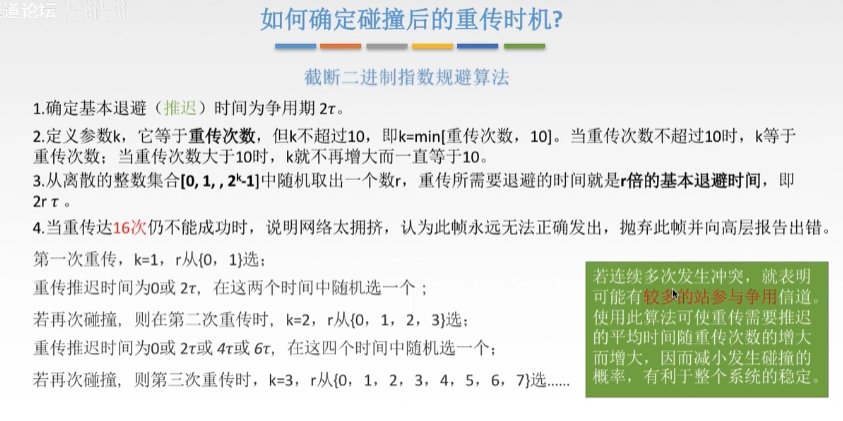 道论坛
如何确定碰撞后的重传时机?
截断二进制指数规避算法
1.确定基本退避（推迟）时间为争用期 2τ。
2.定义参数k，它等于重传次数，但k不超过10，即k=min[重传次数，10]。当重传次数不超过10时，k等于
重传次数；当重传次数大于10时，k就不再增大而一直等于10。
3.从离散的整数集合[0, 1, , 2ᵏ-1]中随机取出一个数r，重传所需要退避的时间就是r倍的基本退避时间，即
2r τ 。
4.当重传达16次仍不能成功时，说明网络太拥挤，认为此帧永远无法正确发出，抛弃此帧并向高层报告出错。
第一次重传，k=1，r从{0，1}选；
重传推迟时间为0或 2τ，在这两个时间中随机选一个；
若再次碰撞，则在第二次重传时，k=2，r从{0，1，2，3}选；
重传推迟时间为0或 2τ或 4τ或 6τ，在这四个时间中随机选一个；
若再次碰撞，则第三次重传时，k=3，r从{0，1，2，3，4，5，6，7}选……
若连续多次发生冲突，就表明
可能有较多的站参与争用信道。
使用此算法可使重传需要推迟
的平均时间随重传次数的增大
而增大，因而减小发生碰撞的
概率，有利于整个系统的稳定。